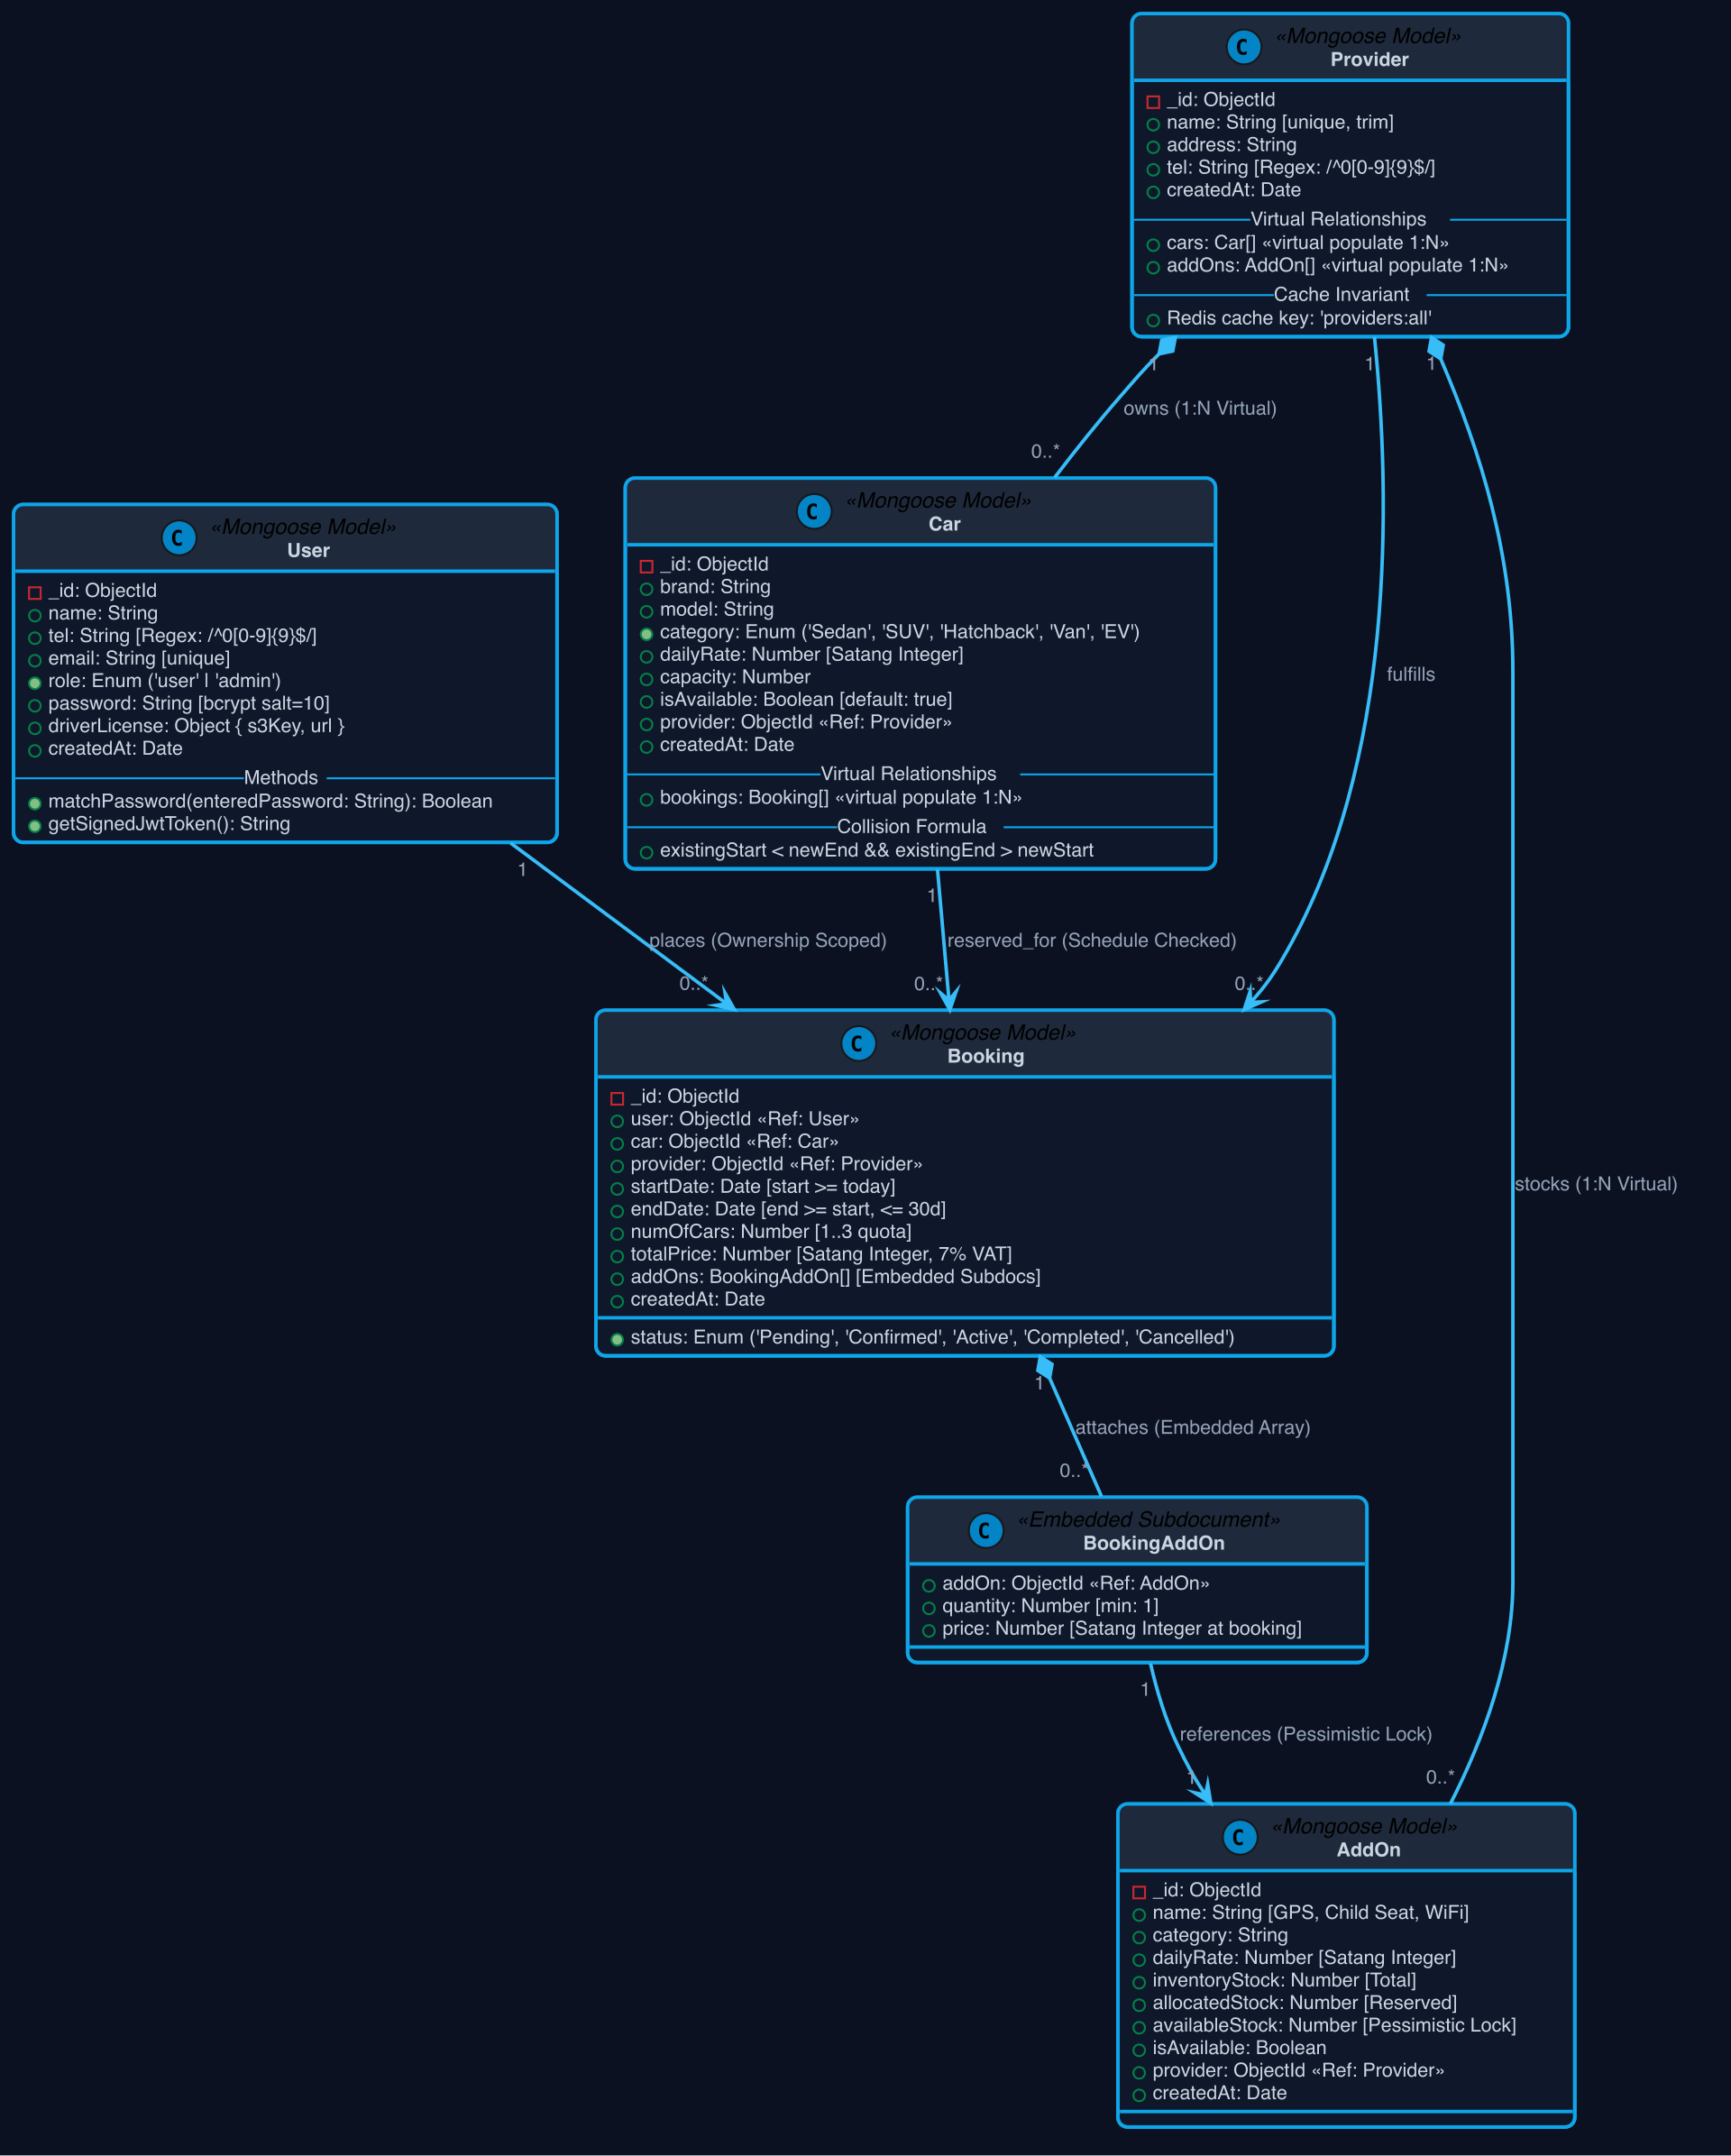 C
«Mongoose Model»
Provider
_id: ObjectId
name: String [unique, trim]
address: String
tel: String [Regex: /^0[0-9]{9}$/]
createdAt: Date
Virtual Relationships
cars: Car[] «virtual populate 1:N»
addOns: AddOn[] «virtual populate 1:N»
Cache Invariant
Redis cache key: 'providers:all'
1
1
1
owns (1:N Virtual)
0..*
C
«Mongoose Model»
User
_id: ObjectId
name: String
tel: String [Regex: /^0[0-9]{9}$/]
email: String [unique]
role: Enum ('user' | 'admin')
password: String [bcrypt salt=10]
driverLicense: Object { s3Key, url }
createdAt: Date
Methods
matchPassword(enteredPassword: String): Boolean
getSignedJwtToken(): String
C
«Mongoose Model»
Car
_id: ObjectId
brand: String
model: String
category: Enum ('Sedan', 'SUV', 'Hatchback', 'Van', 'EV')
dailyRate: Number [Satang Integer]
capacity: Number
isAvailable: Boolean [default: true]
provider: ObjectId «Ref: Provider»
createdAt: Date
Virtual Relationships
bookings: Booking[] «virtual populate 1:N»
Collision Formula
existingStart < newEnd && existingEnd > newStart
fulfills
1
1
places (Ownership Scoped)
reserved_for (Schedule Checked)
0..*
0..*
0..*
C
«Mongoose Model»
Booking
_id: ObjectId
user: ObjectId «Ref: User»
car: ObjectId «Ref: Car»
provider: ObjectId «Ref: Provider»
startDate: Date [start >= today]
endDate: Date [end >= start, <= 30d]
numOfCars: Number [1..3 quota]
totalPrice: Number [Satang Integer, 7% VAT]
addOns: BookingAddOn[] [Embedded Subdocs]
createdAt: Date
status: Enum ('Pending', 'Confirmed', 'Active', 'Completed', 'Cancelled')
stocks (1:N Virtual)
1
attaches (Embedded Array)
0..*
C
«Embedded Subdocument»
BookingAddOn
addOn: ObjectId «Ref: AddOn»
quantity: Number [min: 1]
price: Number [Satang Integer at booking]
1
references (Pessimistic Lock)
1
0..*
C
«Mongoose Model»
AddOn
_id: ObjectId
name: String [GPS, Child Seat, WiFi]
category: String
dailyRate: Number [Satang Integer]
inventoryStock: Number [Total]
allocatedStock: Number [Reserved]
availableStock: Number [Pessimistic Lock]
isAvailable: Boolean
provider: ObjectId «Ref: Provider»
createdAt: Date